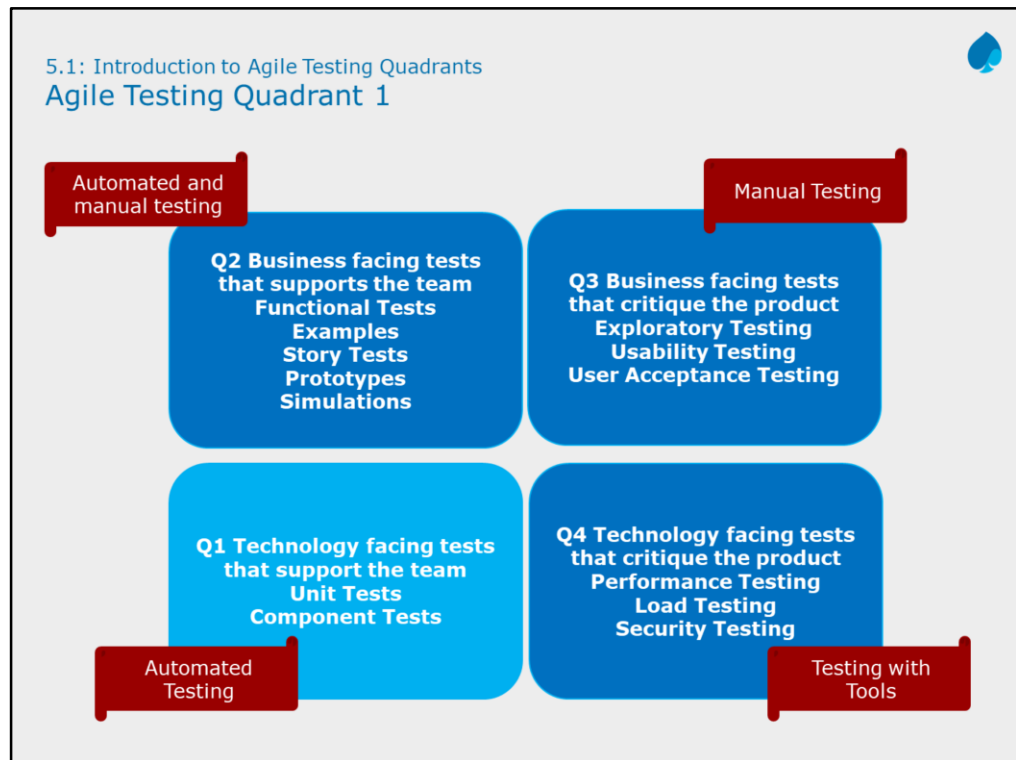 5.1: Introduction to Agile Testing Quadrants
Agile Testing Quadrant 1
Automated and
manual testing
Manual Testing
Q2 Business facing tests
that supports the team
Functional Tests
Examples
Story Tests
Prototypes
Simulations
Q3 Business facing tests
that critique the product
Exploratory Testing
Usability Testing
User Acceptance Testing
Q1 Technology facing tests
that support the team
Unit Tests
Component Tests
Q4 Technology facing tests
that critique the product
Performance Testing
Load Testing
Security Testing
Automated
Testing
Testing with
Tools